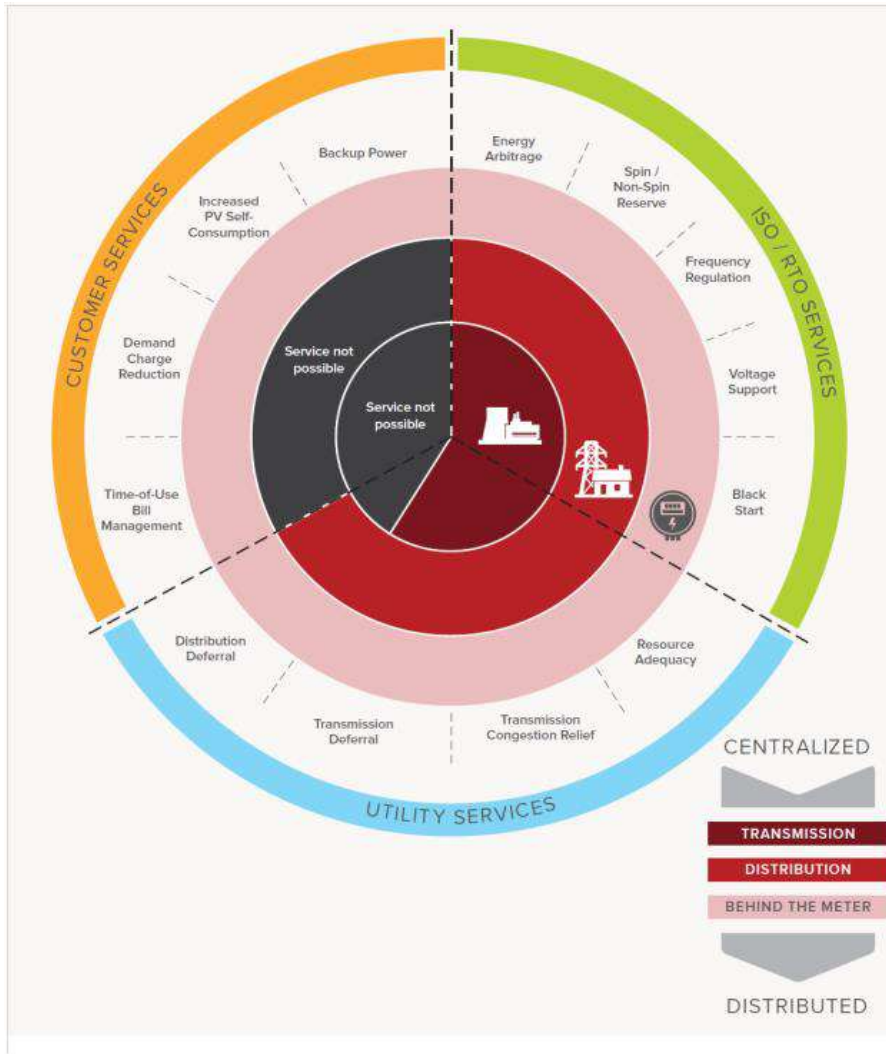 CUSTOMER SERVICES
ISO / RTO SERVICES
UTILITY SERVICES
Backup Power
Increased
PV Self-
Consumption
Demand
Charge
Reduction
Time-of-Use
Bill
Management
Energy
Arbitrage
Spin /
Non-Spin
Reserve
Frequency
Regulation
Voltage
Support
Black
Start
Resource
Adequacy
Transmission
Congestion Relief
Transmission
Deferral
Distribution
Deferral
Service not
possible
Service not
possible
CENTRALIZED
TRANSMISSION
DISTRIBUTION
BEHIND THE METER
DISTRIBUTED